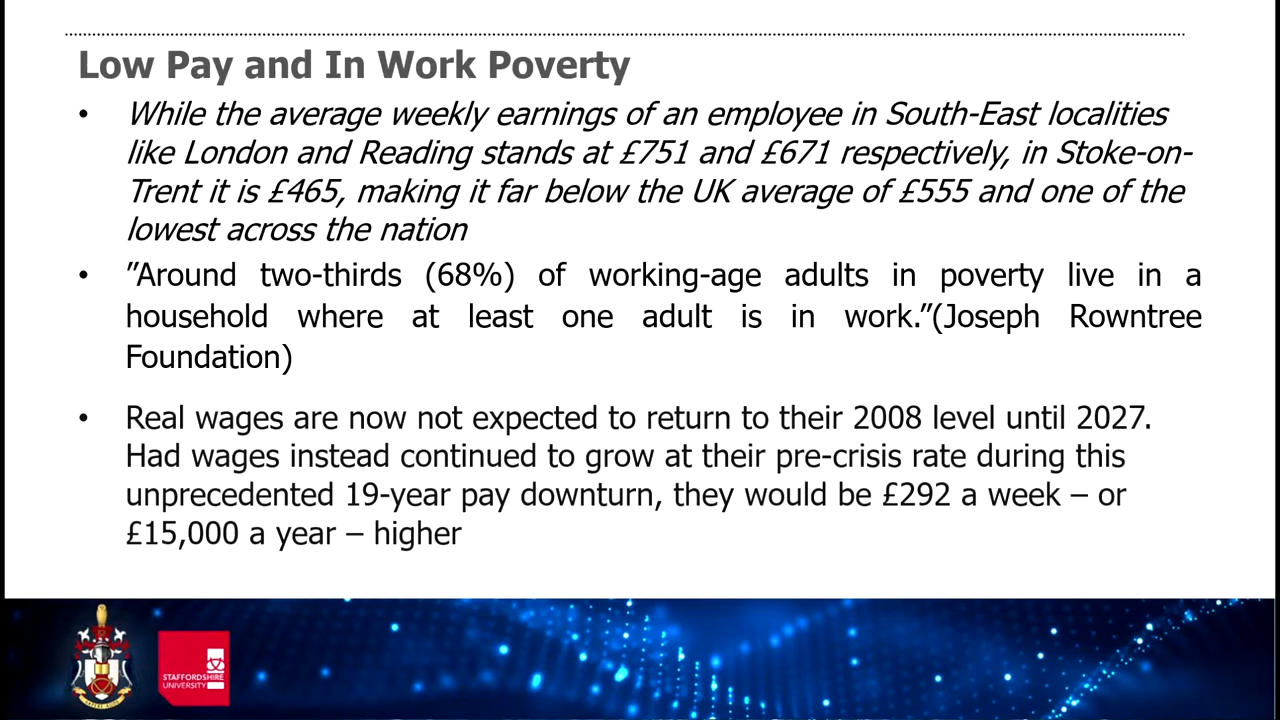 Low Pay and In Work Poverty
• While the average weekly earnings of an employee in South-East localities
like London and Reading stands at £751 and £671 respectively, in Stoke-on-
Trent it is £465, making it far below the UK average of £555 and one of the
lowest across the nation
• ”Around two-thirds (68%) of working-age adults in poverty live in a
household where at least one adult is in work.”(Joseph Rowntree
Foundation)
• Real wages are now not expected to return to their 2008 level until 2027.
Had wages instead continued to grow at their pre-crisis rate during this
unprecedented 19-year pay downturn, they would be £292 a week – or
£15,000 a year – higher
STAFFORDSHIRE
UNIVERSITY